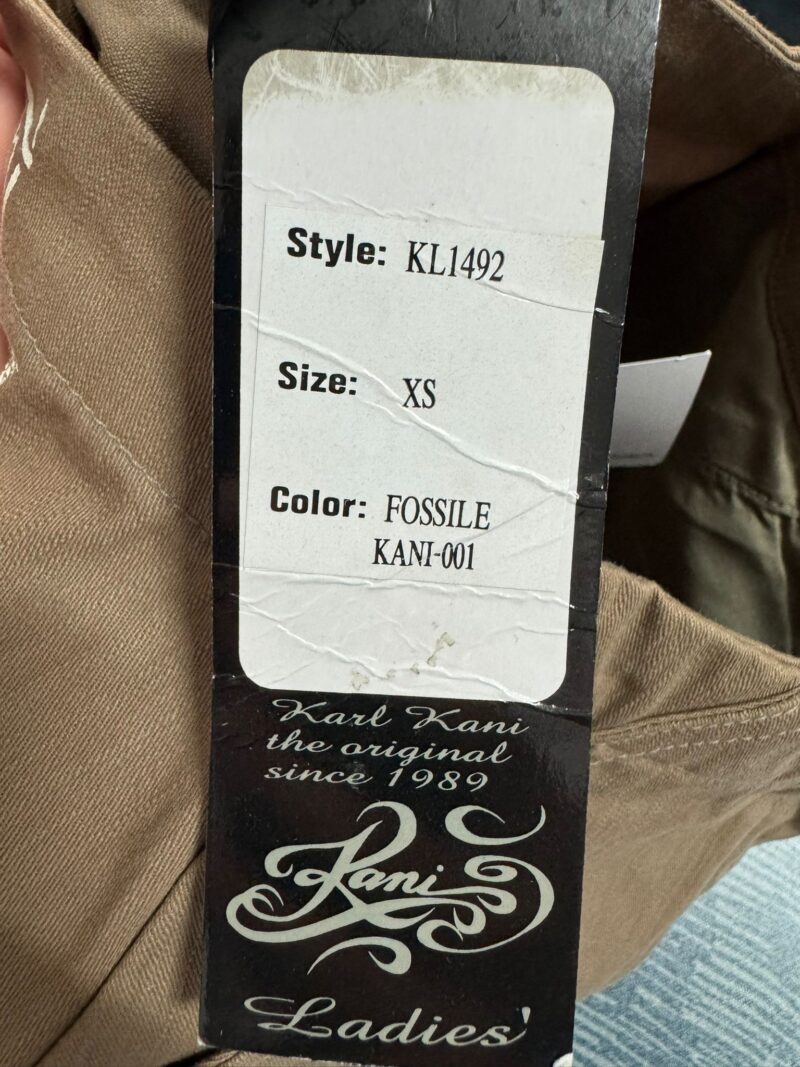 Style: KL1492
Size: XS
Color: FOSSILE
KANI-001
Karl Kani
the original
since 1989
Kani
Ladies'